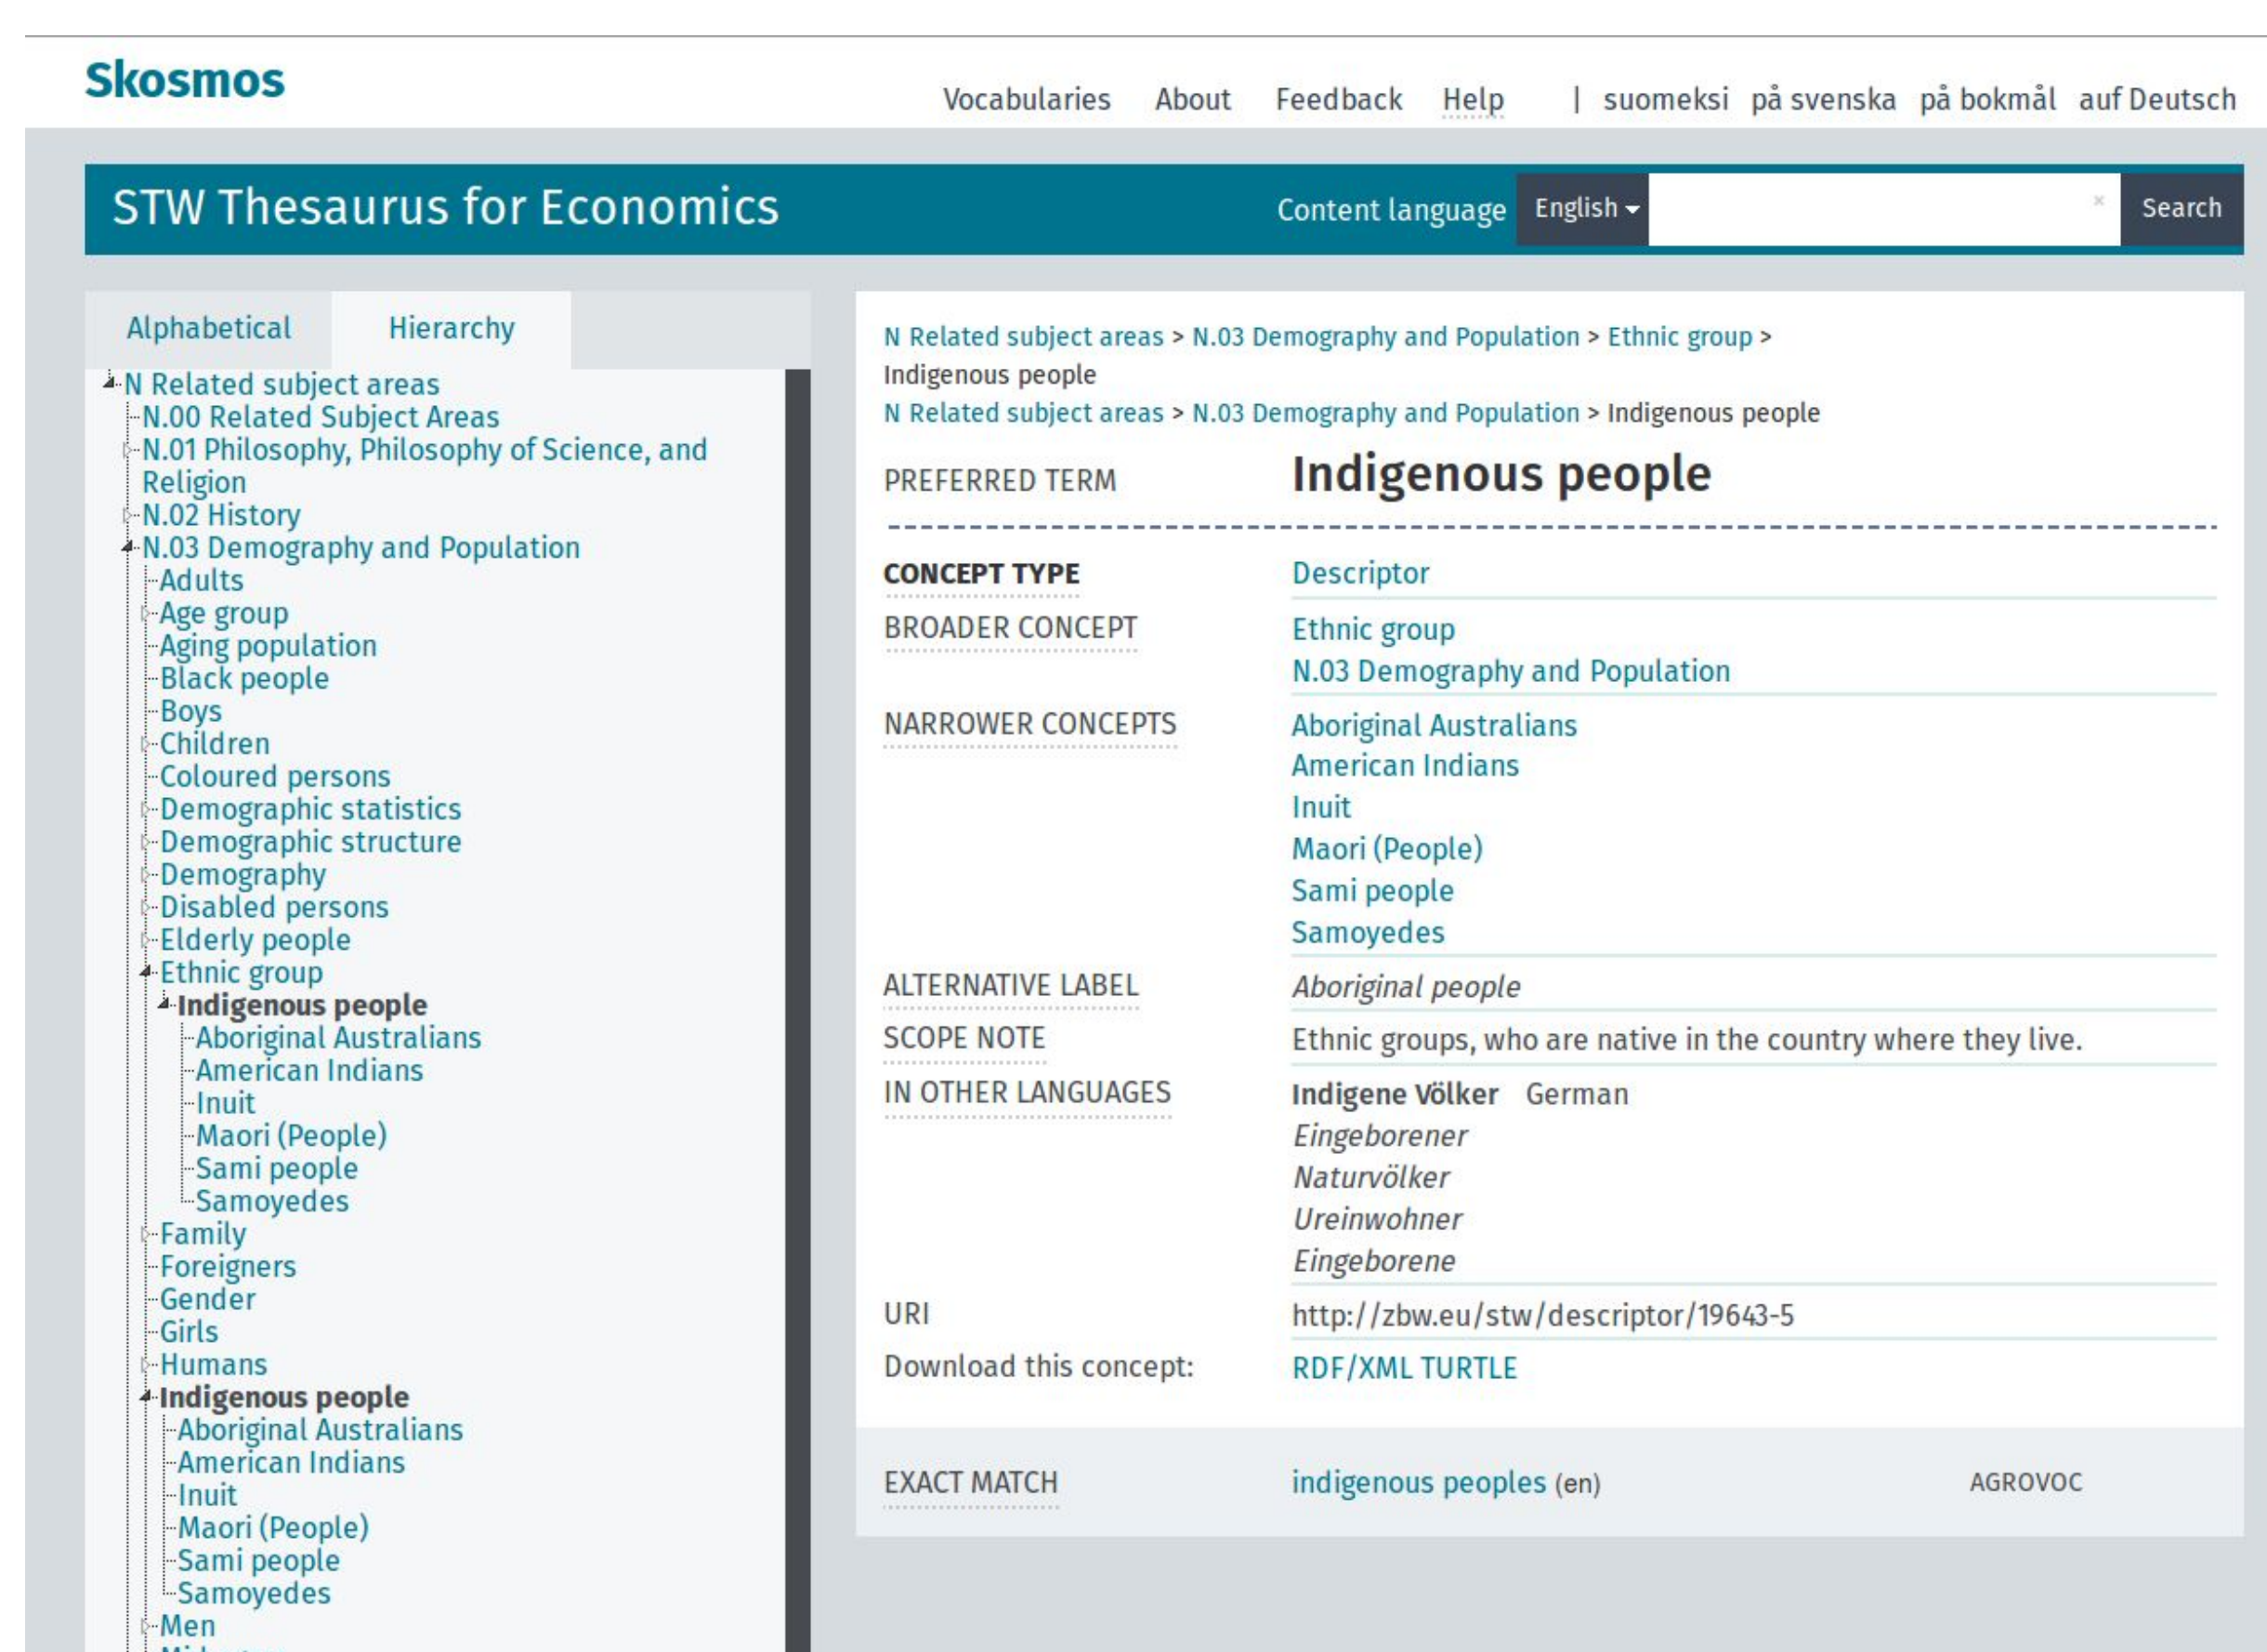 Skosmos
Vocabularies About Feedback Help | suomeksi på svenska på bokmål auf Deutsch
STW Thesaurus for Economics
Content language English × Search
Alphabetical Hierarchy
N Related subject areas
N.00 Related Subject Areas
N.01 Philosophy, Philosophy of Science, and
Religion
N.02 History
N.03 Demography and Population
Adults
Age group
Aging population
Black people
Boys
Children
Coloured persons
Demographic statistics
Demographic structure
Demography
Disabled persons
Elderly people
Ethnic group
Indigenous people
Aboriginal Australians
American Indians
Inuit
Maori (People)
Sami people
Samoyedes
Family
Foreigners
Gender
Girls
Humans
Indigenous people
Aboriginal Australians
American Indians
Inuit
Maori (People)
Sami people
Samoyedes
Men
N Related subject areas > N.03 Demography and Population > Ethnic group >
Indigenous people
N Related subject areas > N.03 Demography and Population > Indigenous people
PREFERRED TERM Indigenous people
CONCEPT TYPE Descriptor
BROADER CONCEPT Ethnic group
N.03 Demography and Population
NARROWER CONCEPTS Aboriginal Australians
American Indians
Inuit
Maori (People)
Sami people
Samoyedes
ALTERNATIVE LABEL Aboriginal people
SCOPE NOTE Ethnic groups, who are native in the country where they live.
IN OTHER LANGUAGES Indigene Völker German
Eingeborener
Naturvölker
Ureinwohner
Eingeborene
URI http://zbw.eu/stw/descriptor/19643-5
Download this concept: RDF/XML TURTLE
EXACT MATCH indigenous peoples (en) AGROVOC